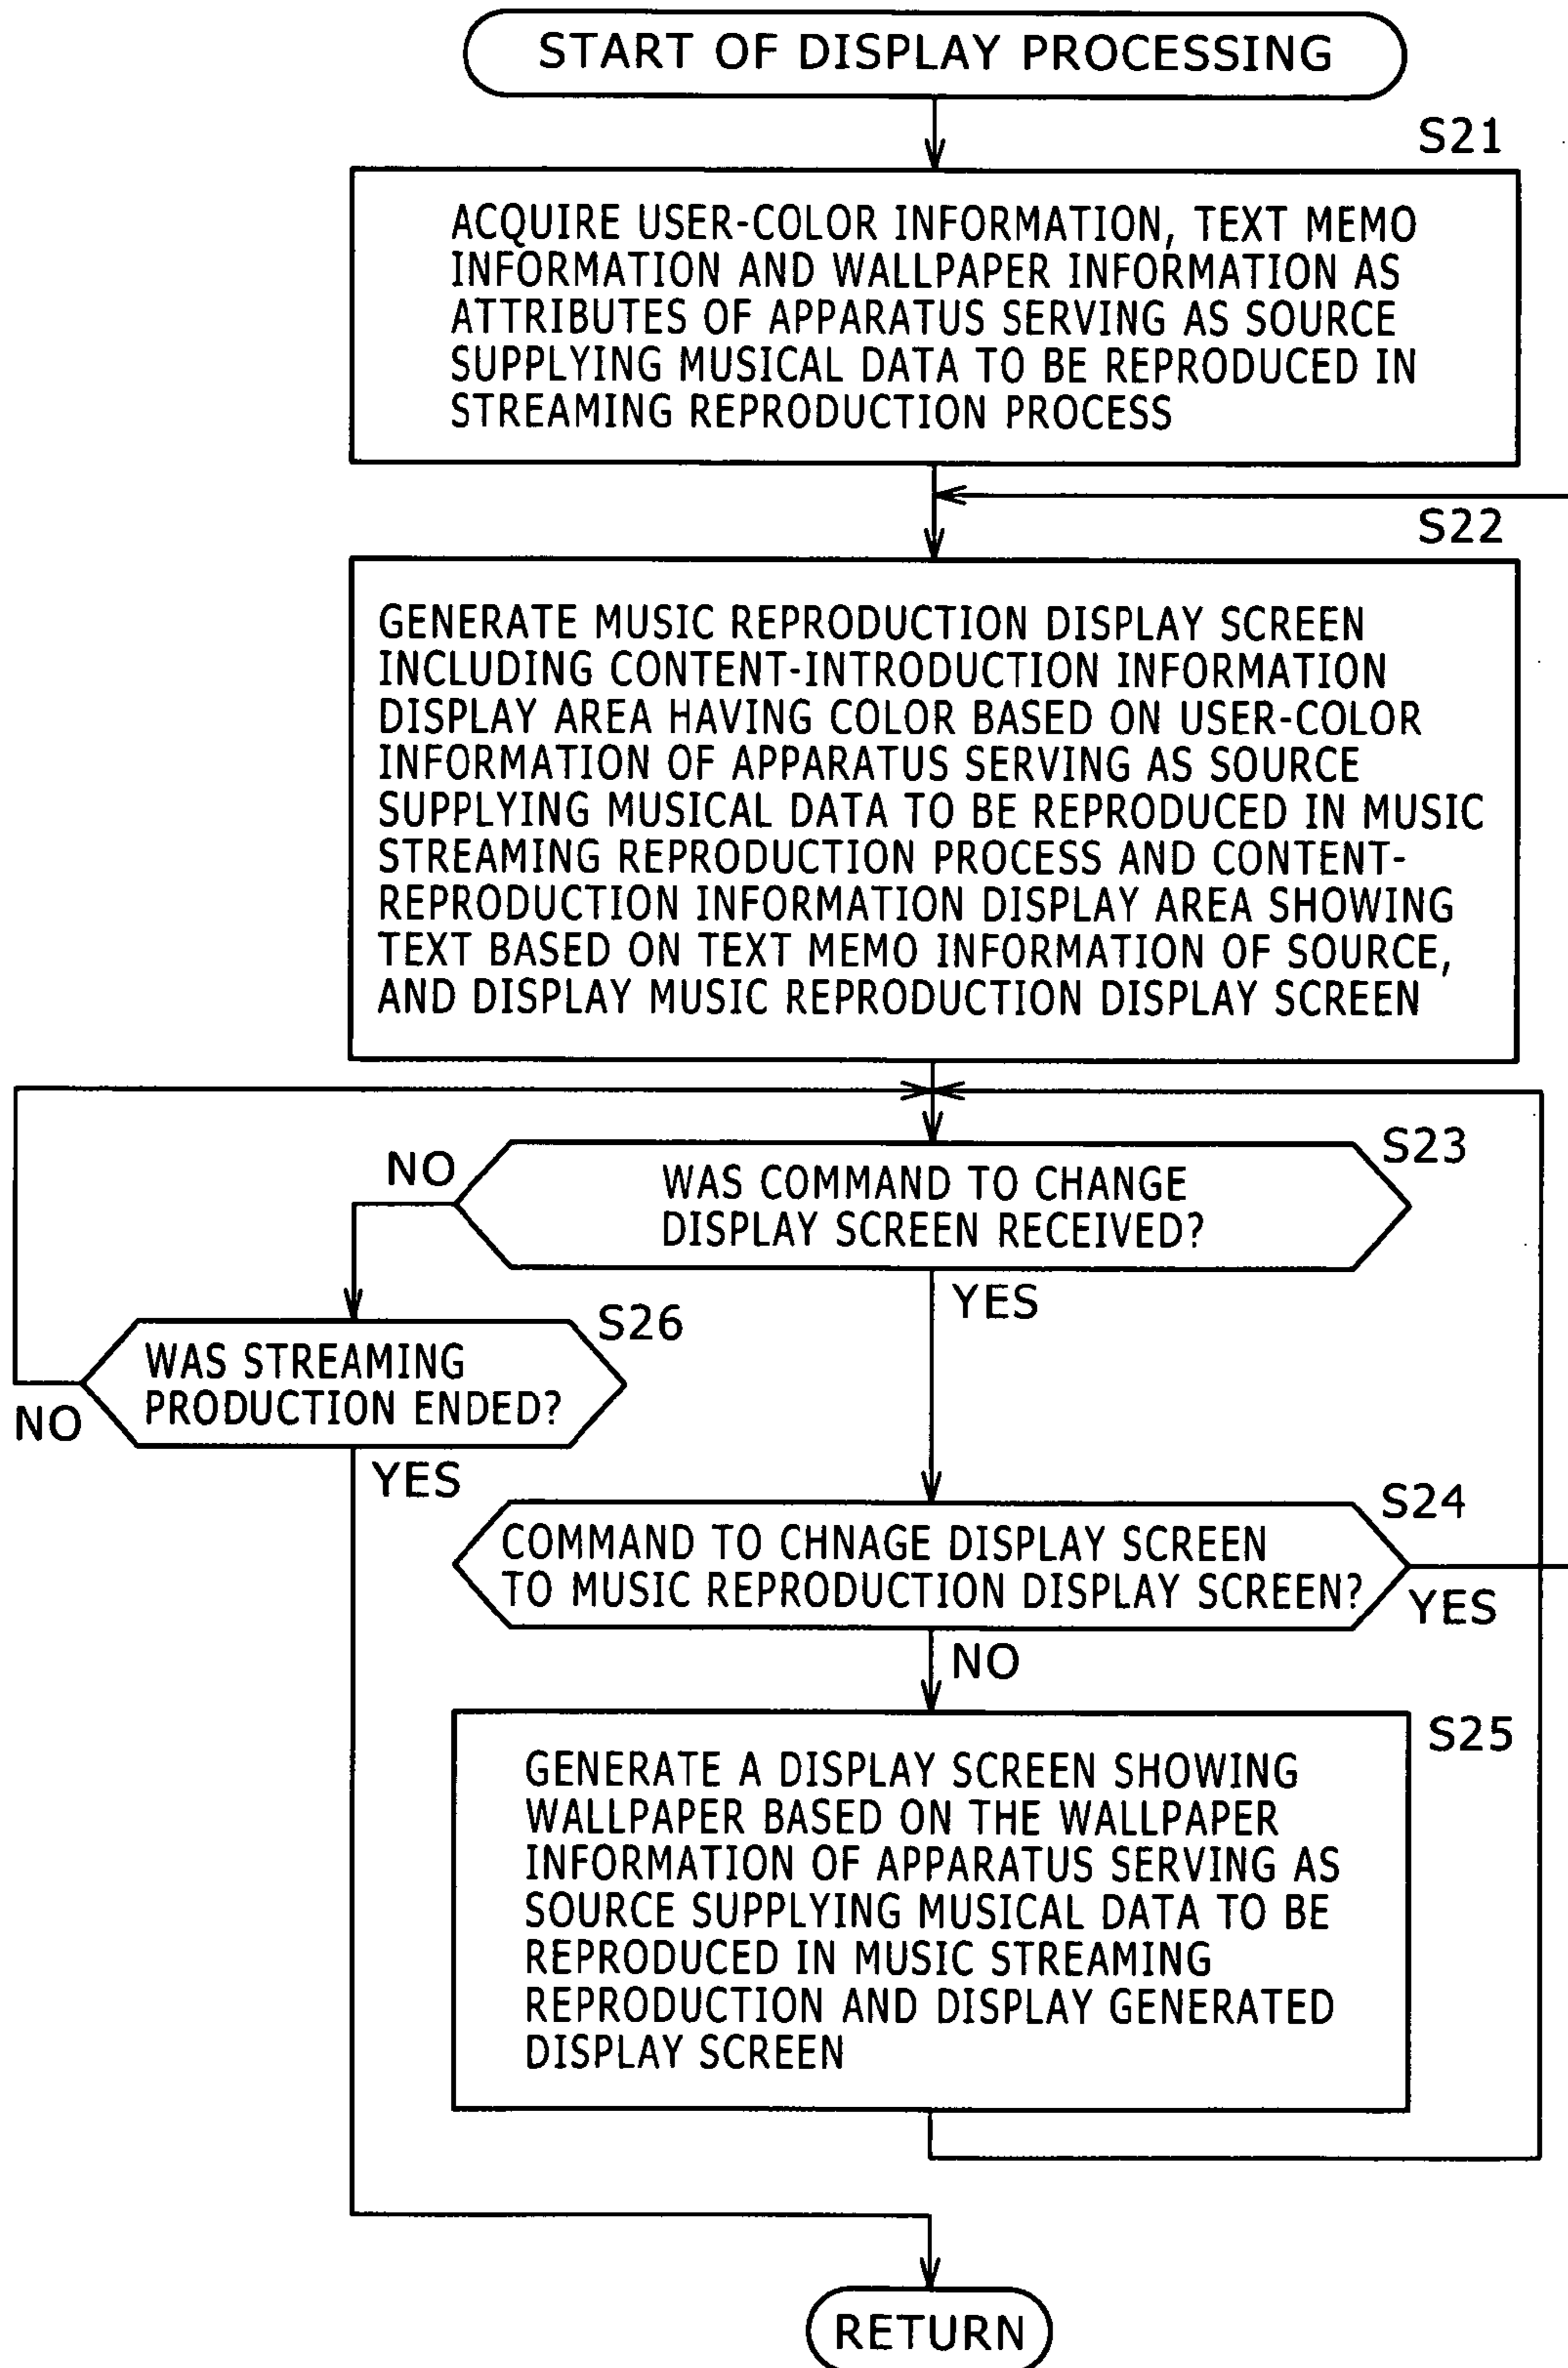 START OF DISPLAY PROCESSING
S21
ACQUIRE USER-COLOR INFORMATION, TEXT MEMO
INFORMATION AND WALLPAPER INFORMATION AS
ATTRIBUTES OF APPARATUS SERVING AS SOURCE
SUPPLYING MUSICAL DATA TO BE REPRODUCED IN
STREAMING REPRODUCTION PROCESS
S22
GENERATE MUSIC REPRODUCTION DISPLAY SCREEN
INCLUDING CONTENT-INTRODUCTION INFORMATION
DISPLAY AREA HAVING COLOR BASED ON USER-COLOR
INFORMATION OF APPARATUS SERVING AS SOURCE
SUPPLYING MUSICAL DATA TO BE REPRODUCED IN MUSIC
STREAMING REPRODUCTION PROCESS AND CONTENT-
REPRODUCTION INFORMATION DISPLAY AREA SHOWING
TEXT BASED ON TEXT MEMO INFORMATION OF SOURCE,
AND DISPLAY MUSIC REPRODUCTION DISPLAY SCREEN
S23
NO
WAS COMMAND TO CHANGE
DISPLAY SCREEN RECEIVED?
YES
S26
WAS STREAMING
PRODUCTION ENDED?
NO
YES
S24
COMMAND TO CHNAGE DISPLAY SCREEN
TO MUSIC REPRODUCTION DISPLAY SCREEN?
YES
NO
S25
GENERATE A DISPLAY SCREEN SHOWING
WALLPAPER BASED ON THE WALLPAPER
INFORMATION OF APPARATUS SERVING AS
SOURCE SUPPLYING MUSICAL DATA TO BE
REPRODUCED IN MUSIC STREAMING
REPRODUCTION AND DISPLAY GENERATED
DISPLAY SCREEN
RETURN